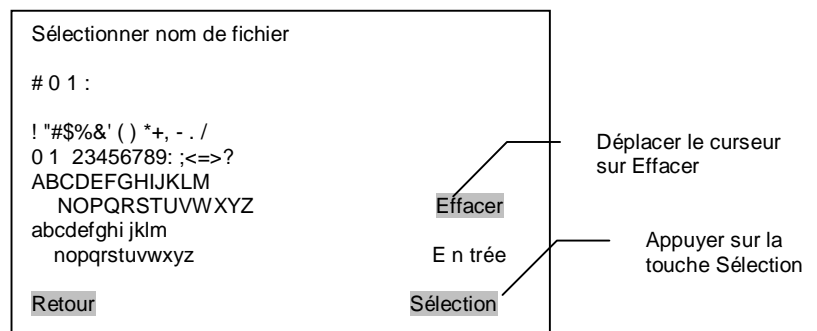 Sélectionner nom de fichier
# 0 1 :
! "#$%&' ( ) *+, - . /
0 1 23456789: ;<=>?
ABCDEFGHIJKLM
NOPQRSTUVWXYZ Effacer
abcdefghi jklm
nopqrstuvwxyz E n trée
Retour Sélection
Déplacer le curseur
sur Effacer
Appuyer sur la
touche Sélection